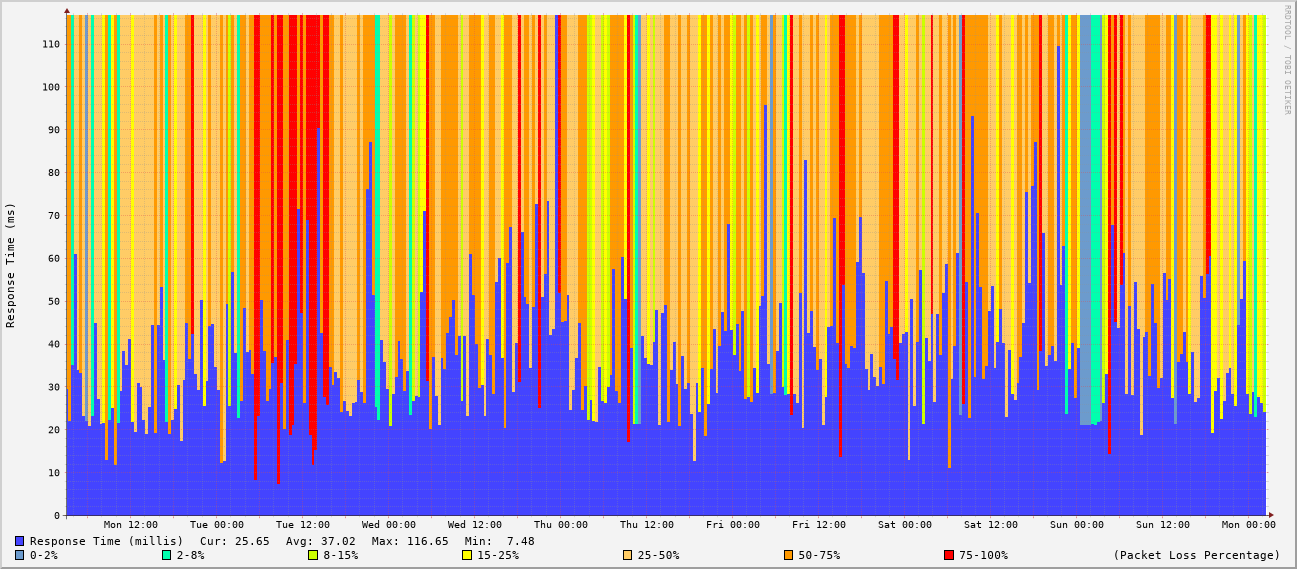 RRDTOOL / TOBI OETIKER
Response Time (ms)
110
100
90
80
70
60
50
40
30
20
10
0
Mon 12:00 Tue 00:00 Tue 12:00 Wed 00:00 Wed 12:00 Thu 00:00 Thu 12:00 Fri 00:00 Fri 12:00 Sat 00:00 Sat 12:00 Sun 00:00 Sun 12:00 Mon 00:00
Response Time (millis) Cur: 25.65 Avg: 37.02 Max: 116.65 Min: 7.48
0-2% 2-8% 8-15% 15-25% 25-50% 50-75% 75-100% (Packet Loss Percentage)